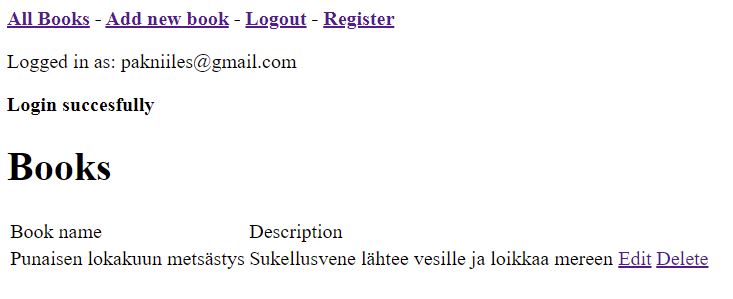 All Books - Add new book - Logout - Register
Logged in as: pakniiles@gmail.com
Login succesfully
Books
Book name Description
Punaisen lokakuun metsästys Sukellusvene lähtee vesille ja loikkaa mereen Edit Delete